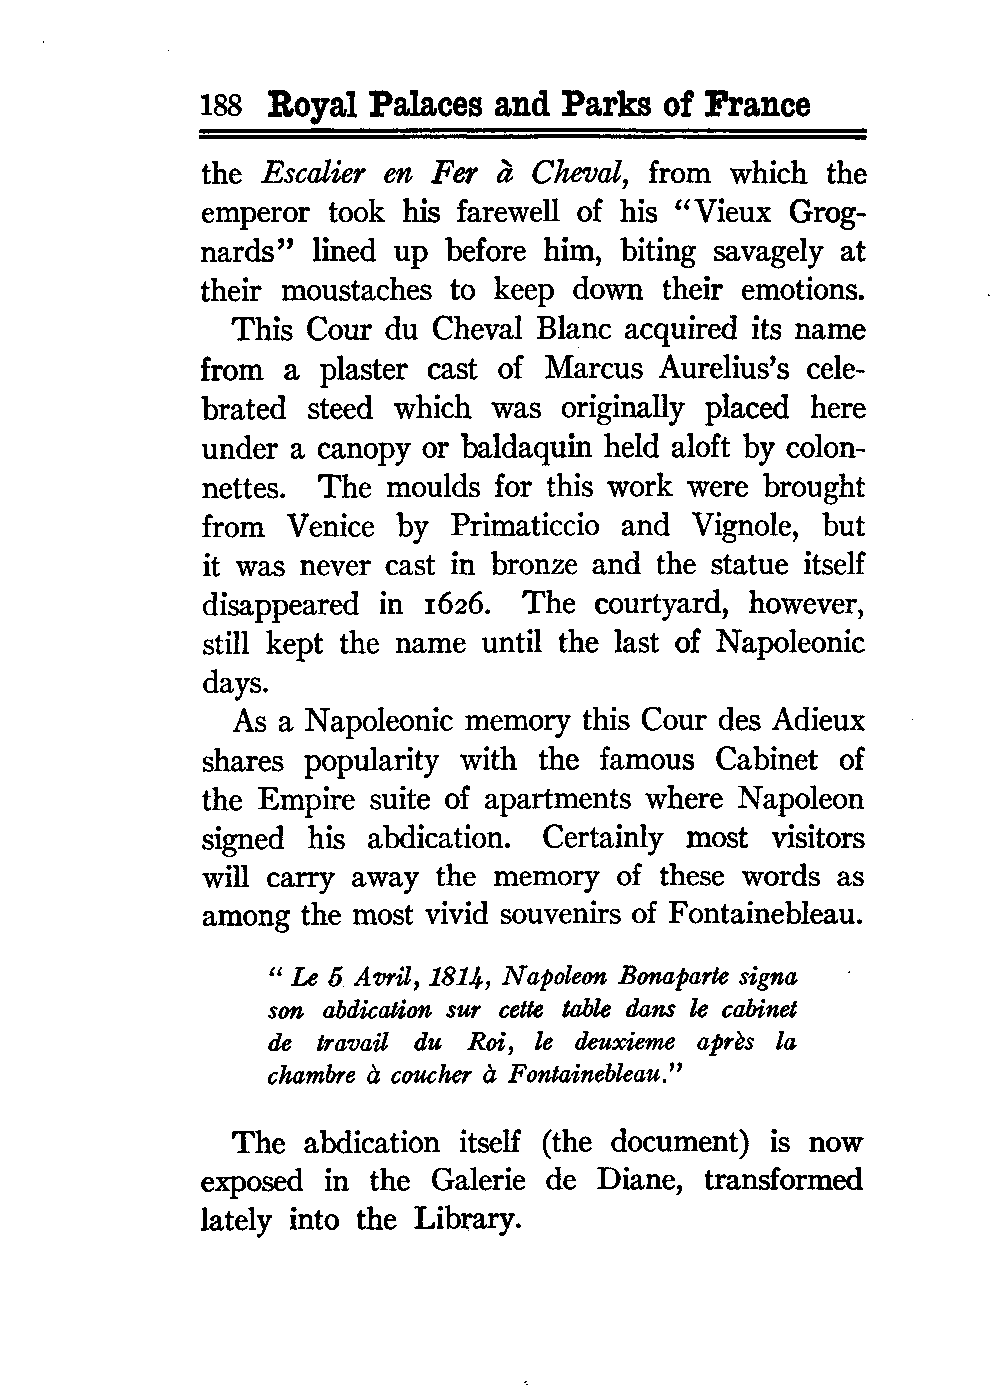 188 Royal Palaces and Parks of France
the Escalier en Fer à Cheval, from which the
emperor took his farewell of his “Vieux Grog-
nards” lined up before him, biting savagely at
their moustaches to keep down their emotions.
This Cour du Cheval Blanc acquired its name
from a plaster cast of Marcus Aurelius's cele-
brated steed which was originally placed here
under a canopy or baldaquin held aloft by colon-
nettes. The moulds for this work were brought
from Venice by Primaticcio and Vignole, but
it was never cast in bronze and the statue itself
disappeared in 1626. The courtyard, however,
still kept the name until the last of Napoleonic
days.
As a Napoleonic memory this Cour des Adieux
shares popularity with the famous Cabinet of
the Empire suite of apartments where Napoleon
signed his abdication. Certainly most visitors
will carry away the memory of these words as
among the most vivid souvenirs of Fontainebleau.
“ Le 5 Avril, 1814, Napoleon Bonaparte signa
son abdication sur cette table dans le cabinet
de travail du Roi, le deuxieme après la
chambre à coucher à Fontainebleau.”
The abdication itself (the document) is now
exposed in the Galerie de Diane, transformed
lately into the Library.